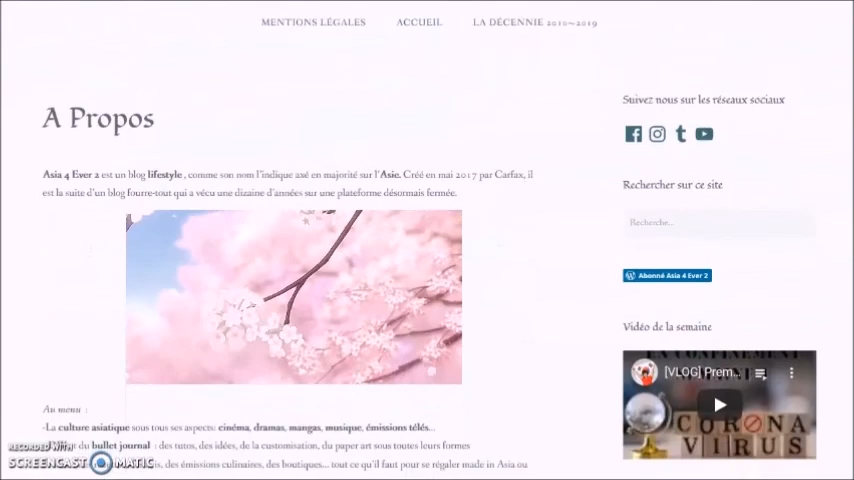 MENTIONS LÉGALES ACCUEIL LA DÉCENNIE 2010~2019
A Propos
Asia 4 Ever 2 est un blog lifestyle , comme son nom l'indique axé en majorité sur l'Asie. Créé en mai 2017 par Carfax, il
est la suite d'un blog fourre-tout qui a vécu une dizaine d'années sur une plateforme désormais fermée.
Au menu :
-La culture asiatique sous tous ses aspects: cinéma, dramas, mangas, musique, émissions télés...
du bullet journal : des tutos, des idées, de la customisation, du paper art sous toutes leurs formes
des émissions culinaires, des boutiques... tout ce qu'il faut pour se régaler made in Asia ou
RECORDED WITH
SCREENCAST MATIC
Suivez nous sur les réseaux sociaux
Rechercher sur ce site
Recherche...
Abonné Asia 4 Ever 2
Vidéo de la semaine
EN CONFINEMENT
[VLOG] Prem...
CORONA
VIRUS